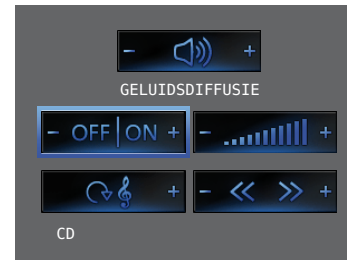 - +
GELUIDSDIFFUSIE
- OFF|ON + - +
+ - << >> +
CD